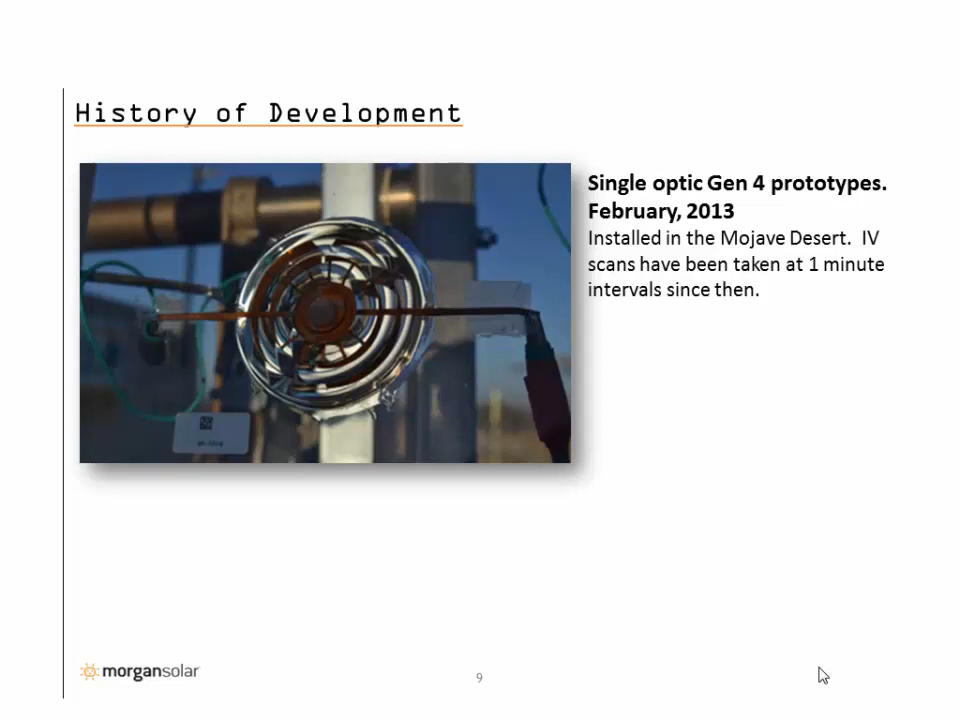 History of Development
Single optic Gen 4 prototypes.
February, 2013
Installed in the Mojave Desert. IV
scans have been taken at 1 minute
intervals since then.
morgansolar
9